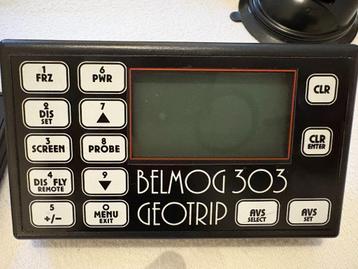 1
FRZ
6
PWR
2
DIS
SET
7
3
SCREEN
8
PROBE
4
DIS FLY
REMOTE
9
5
+/-
0
MENU
EXIT
CLR
CLR
ENTER
BELMOG 303
GEOTRIP
AVS
SELECT
AVS
SET